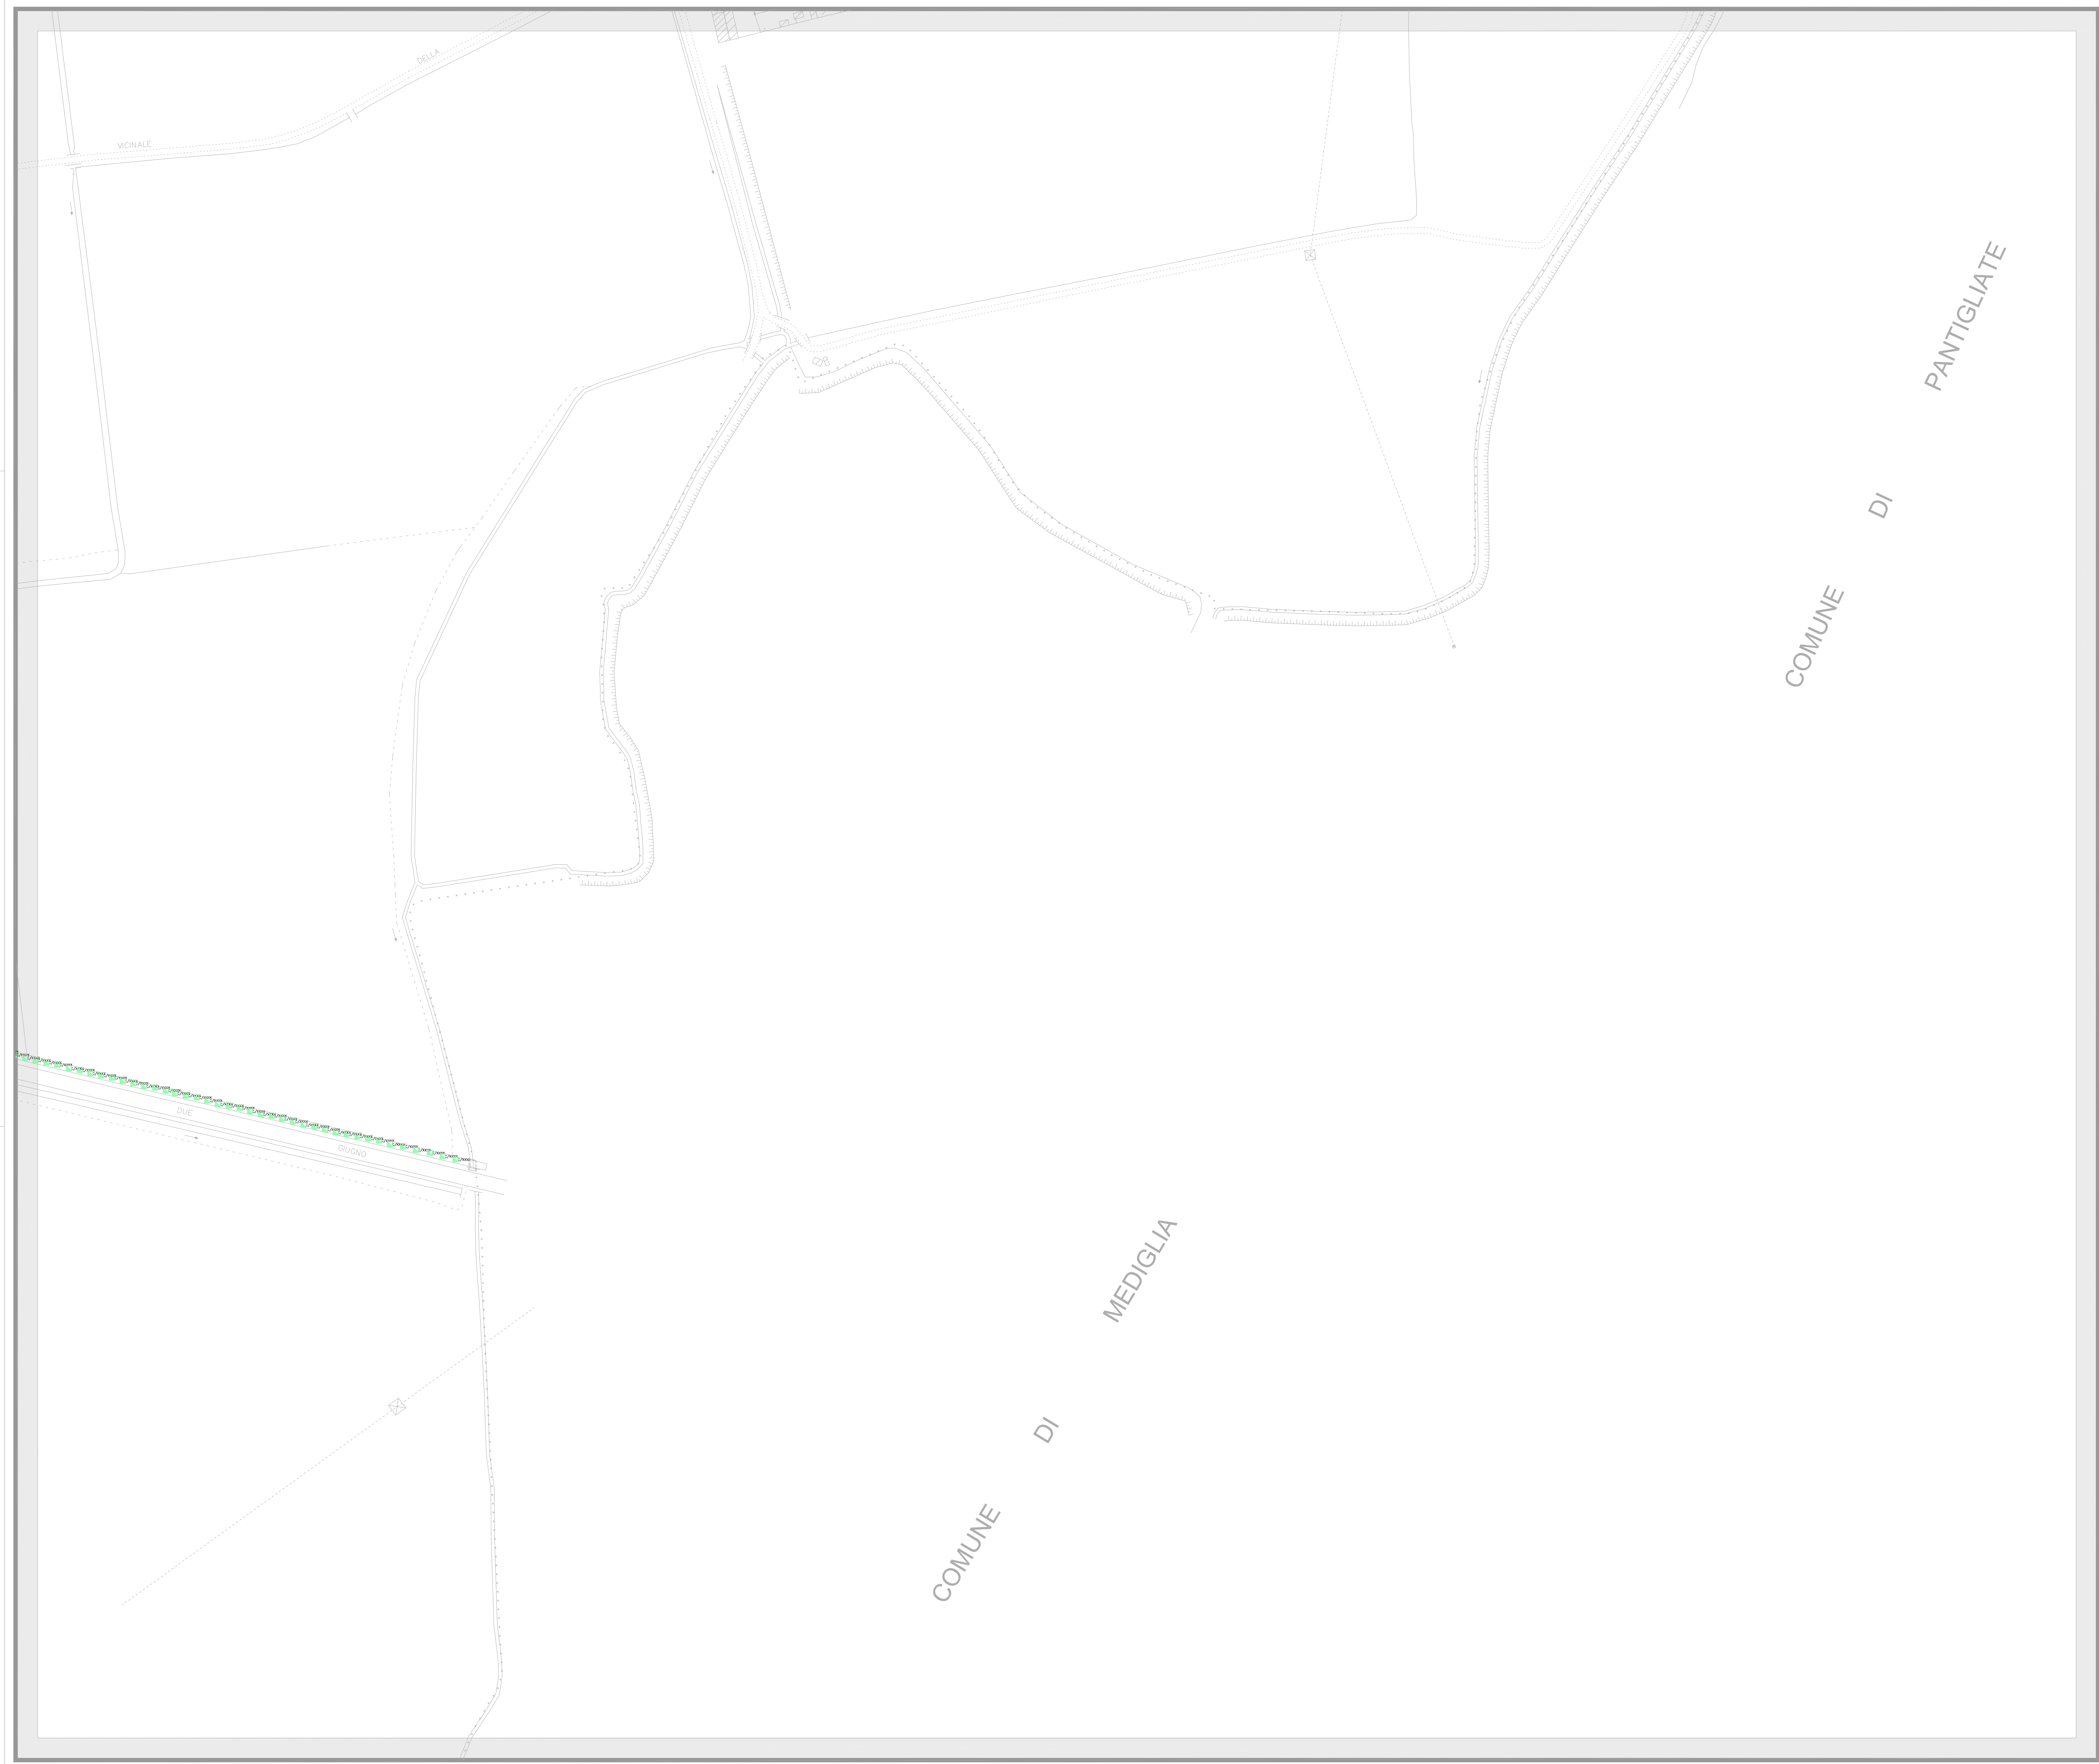 DELLA
VICINALE
COMUNE DI PANTIGLIATE
DUE
GIUGNO
COMUNE DI MEDIGLIA